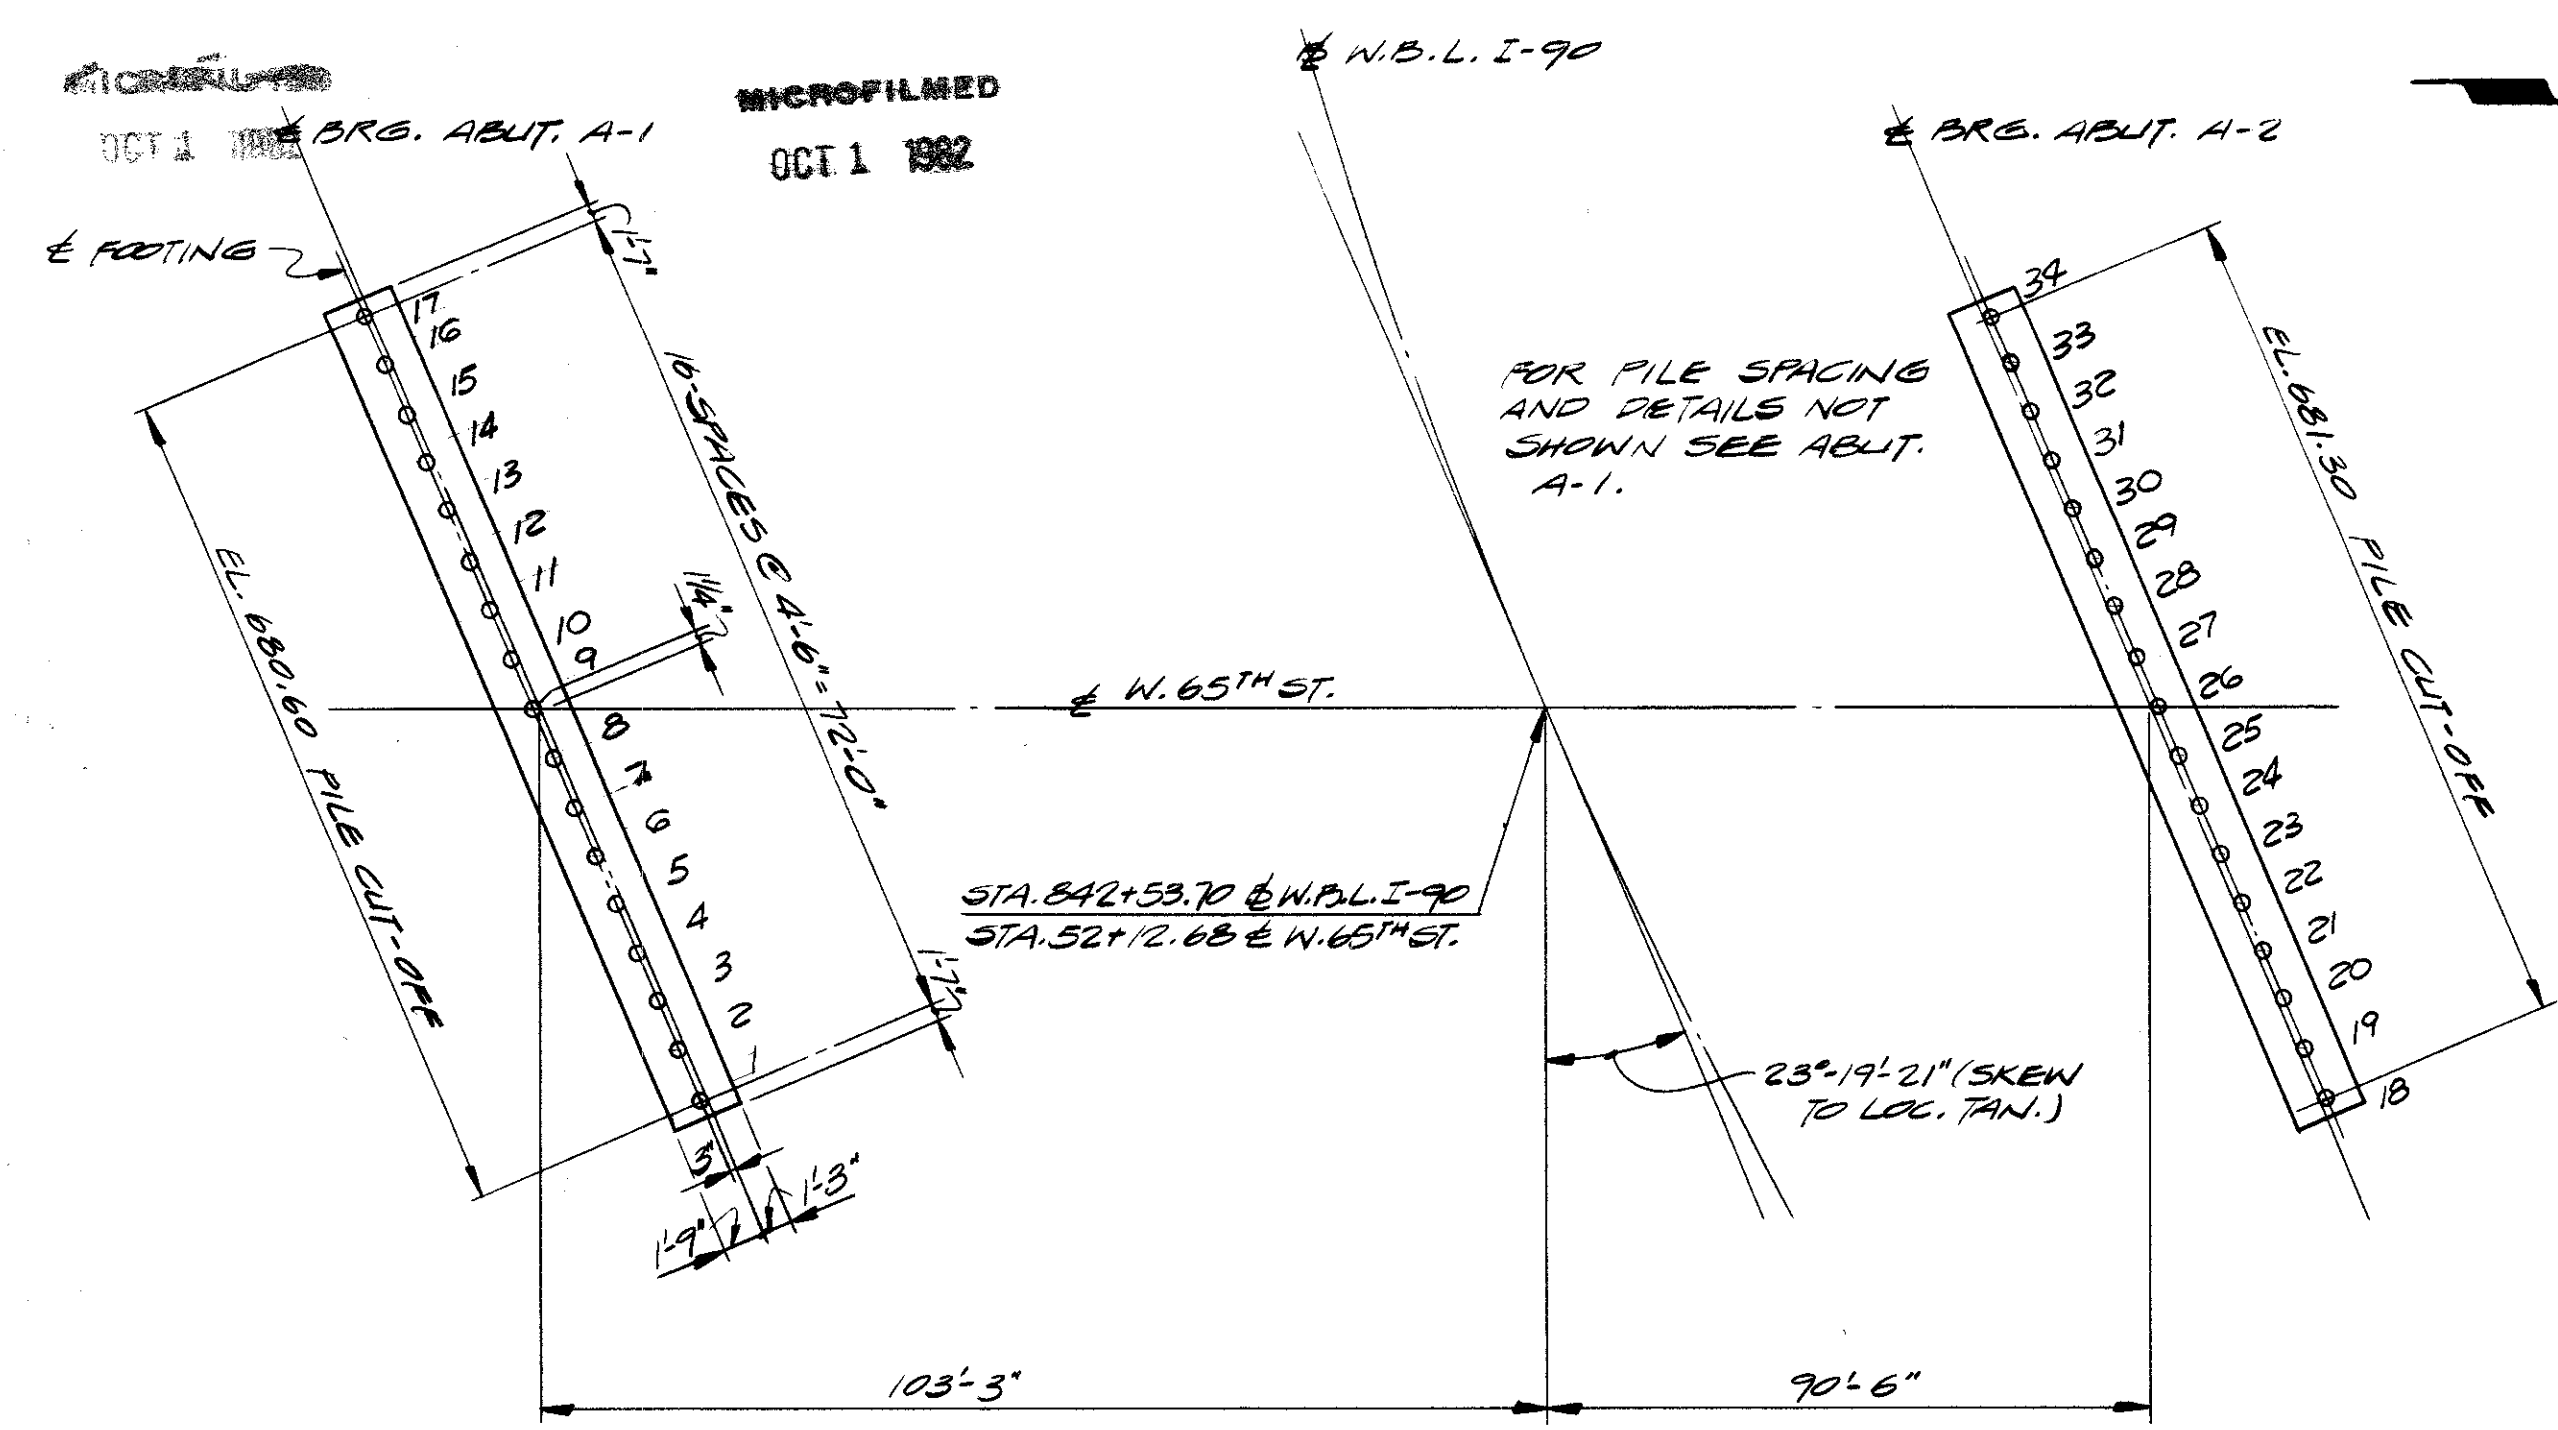 MICROFILMED
OCT 1 1982
MICROFILMED
OCT 1 1982
℄ BRG. ABUT. A-1
℄ FOOTING
B W.B.L. I-90
℄ BRG. ABUT. A-2
1'-7"
16-SPACES @ 4'-6" = 72'-0"
1'-7"
EL. 680.60 PILE CUT-OFF
17
16
15
14
13
12
11
10
9
8
7
6
5
4
3
2
1
1¼"
℄ W. 65TH ST.
FOR PILE SPACING
AND DETAILS NOT
SHOWN SEE ABUT.
A-1.
34
33
32
31
30
29
28
27
26
25
24
23
22
21
20
19
18
EL. 681.30 PILE CUT-OFF
STA. 842+53.70 B W.B.L. I-90
STA. 52+12.68 ℄ W. 65TH ST.
23°-19'-21" (SKEW
TO LOC. TAN.)
3"
1'-3"
1'-9"
103'-3"
90'-6"